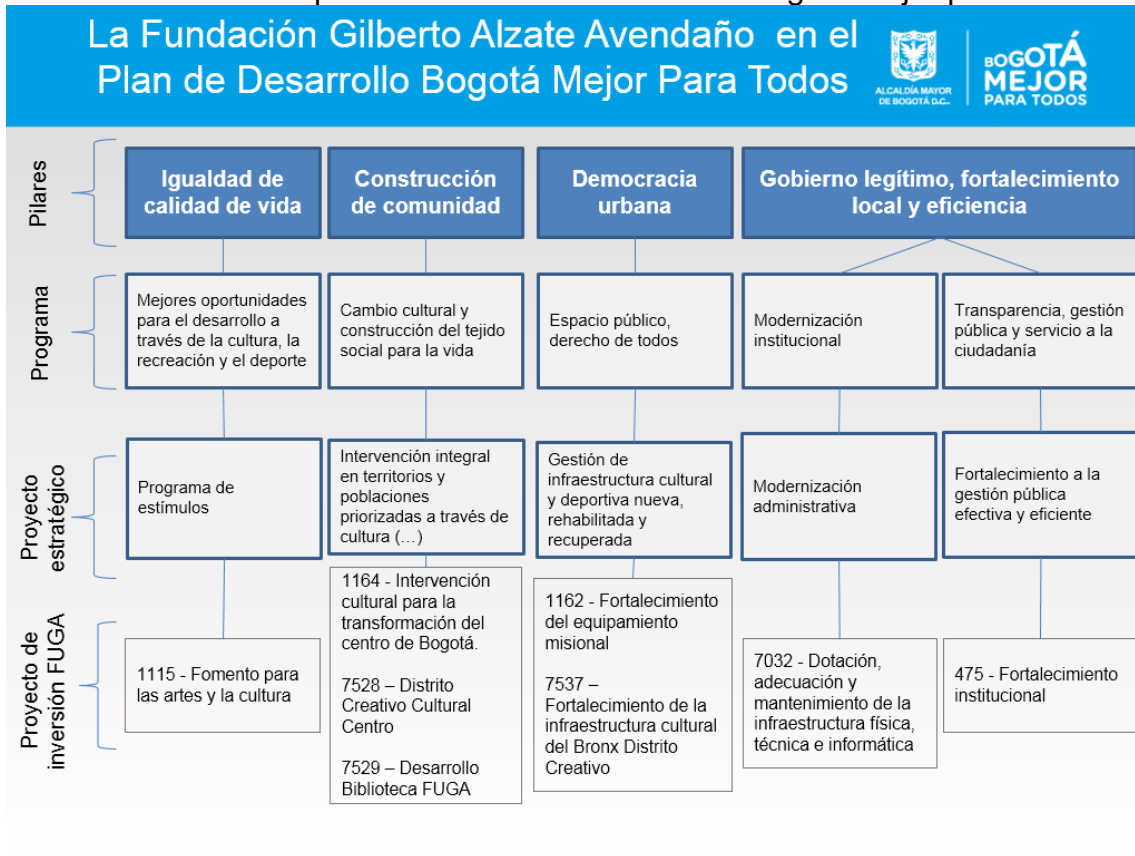 La Fundación Gilberto Alzate Avendaño en el
Plan de Desarrollo Bogotá Mejor Para Todos
ALCALDÍA MAYOR
DE BOGOTÁ D.C.
BOGOTÁ
MEJOR
PARA TODOS
Pilares
Igualdad de
calidad de vida
Construcción
de comunidad
Democracia
urbana
Gobierno legítimo, fortalecimiento
local y eficiencia
Programa
Mejores oportunidades
para el desarrollo a
través de la cultura, la
recreación y el deporte
Cambio cultural y
construcción del tejido
social para la vida
Espacio público,
derecho de todos
Modernización
institucional
Transparencia, gestión
pública y servicio a la
ciudadanía
Proyecto
estratégico
Programa de
estímulos
Intervención integral
en territorios y
poblaciones
priorizadas a través de
cultura (...)
Gestión de
infraestructura cultural
y deportiva nueva,
rehabilitada y
recuperada
Modernización
administrativa
Fortalecimiento a la
gestión pública
efectiva y eficiente
Proyecto de
inversión FUGA
1115 - Fomento para
las artes y la cultura
1164 - Intervención
cultural para la
transformación del
centro de Bogotá.
7528 – Distrito
Creativo Cultural
Centro
7529 – Desarrollo
Biblioteca FUGA
1162 - Fortalecimiento
del equipamiento
misional
7537 –
Fortalecimiento de la
infraestructura cultural
del Bronx Distrito
Creativo
7032 - Dotación,
adecuación y
mantenimiento de la
infraestructura física,
técnica e informática
475 - Fortalecimiento
institucional